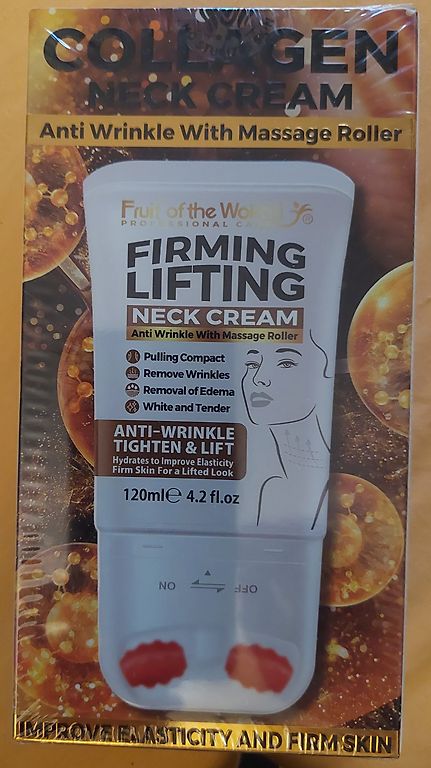 COLLAGEN
NECK CREAM
Anti Wrinkle With Massage Roller
Fruit of the Wokali
PROFESSIONAL CARE
FIRMING
LIFTING
NECK CREAM
Anti Wrinkle With Massage Roller
Pulling Compact
Remove Wrinkles
Removal of Edema
White and Tender
ANTI-WRINKLE
TIGHTEN & LIFT
Hydrates to Improve Elasticity
Firm Skin For a Lifted Look
120ml℮ 4.2 fl.oz
ON OFF
IMPROVE ELASTICITY AND FIRM SKIN